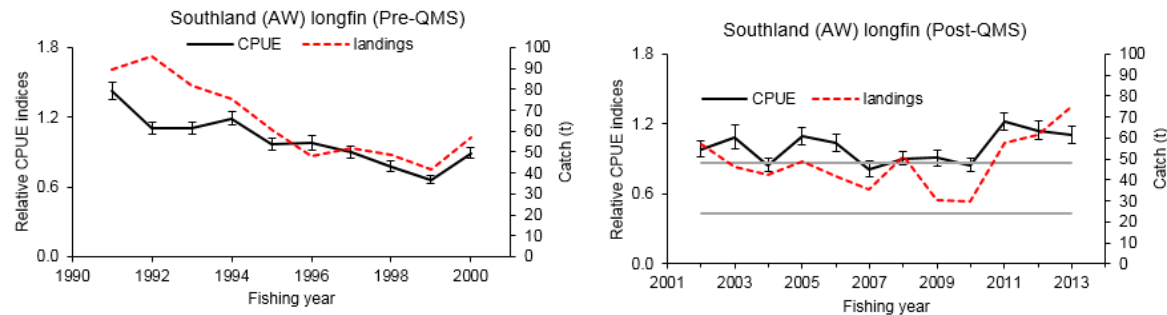 Southland (AW) longfin (Pre-QMS)
CPUE landings
Relative CPUE indices
1.8
1.2
0.6
0.0
100
90
80
70
60
50
40
30
20
10
0
Catch (t)
1990 1992 1994 1996 1998 2000
Fishing year
Southland (AW) longfin (Post-QMS)
CPUE landings
Relative CPUE indices
1.8
1.2
0.6
0.0
100
90
80
70
60
50
40
30
20
10
0
Catch (t)
2001 2003 2005 2007 2009 2011 2013
Fishing year